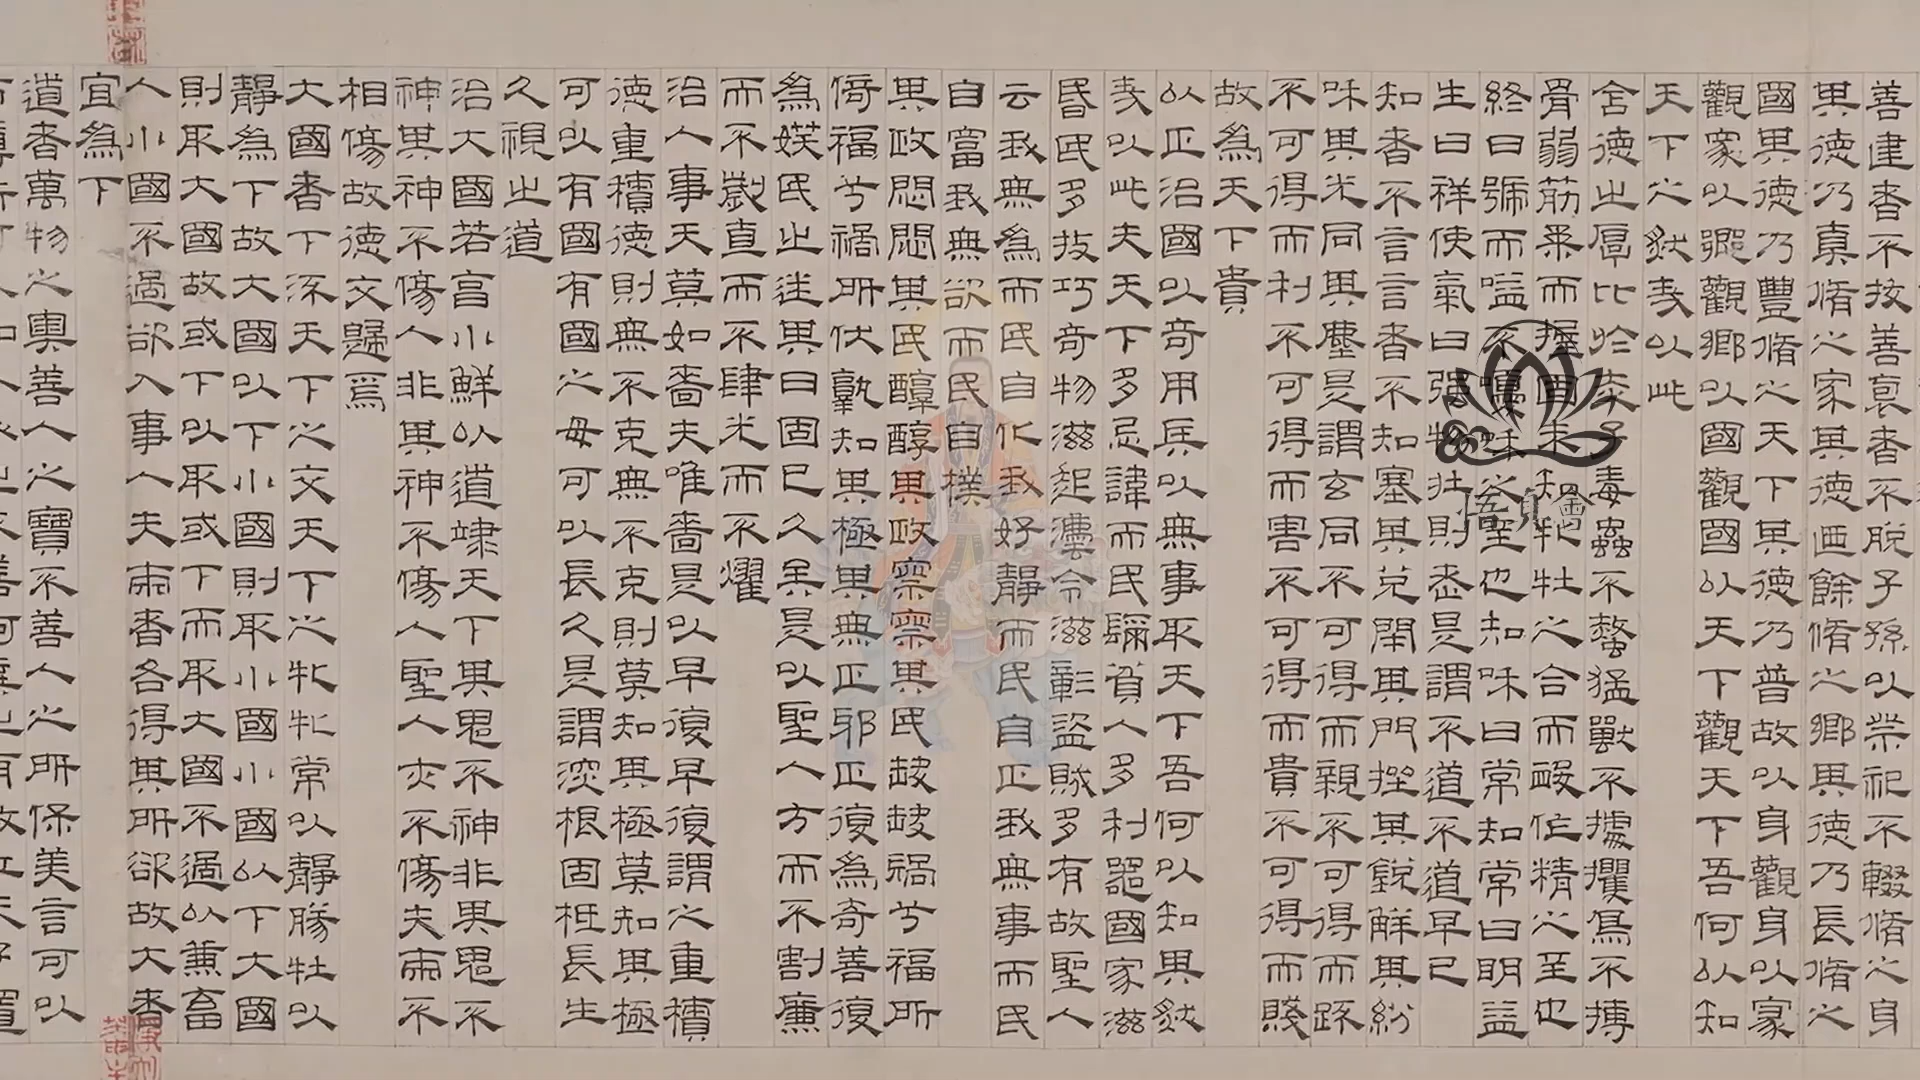 善建者不拔善裒者不脫子孫以祭祀不輟脩之身
其德乃真脩之家其德迺餘脩之鄉其德乃長脩之
國其德乃豐脩之天下其德乃普故以身觀身以家
觀家以鄉觀鄉以國觀國以天下觀天下吾何以知
天下之然哉以此
含德之厚比於赤子毒蟲不螫猛獸不據攫鳥不搏
骨弱筋柔而握固未知牝牡之合而作精之至也
終日號而嗌不嗄和之至也知和曰常知常曰明益
生曰祥使氣曰强物壯則老是謂不道不道早已
知者不言言者不知塞其兌閉其門挫其銳解其紛
和其光同其塵是謂玄同不可得而親不可得而踈
不可得而利不可得而害不可得而貴不可得而賤
故為天下貴
以正治國以奇用兵以無事取天下吾何以知其然
哉以此夫天下多忌諱而民彌貧人多利器國家滋
昏民多技巧奇物滋起法令滋彰盜賊多有故聖人
云我無為而民自化我好靜而民自正我無事而民
自富我無欲而民自樸
其政悶悶其民醇醇其政察察其民缺缺禍兮福所
倚福兮禍所伏孰知其極其無正邪正復為奇善復
為妖民之迷其日固已久矣是以聖人方而不割廉
而不劌直而不肆光而不燿
治人事天莫如嗇夫唯嗇是以早復早復謂之重積
德重積德則無不克無不克則莫知其極莫知其極
可以有國有國之母可以長久是謂深根固柢長生
久視之道
治大國若烹小鮮以道竦天下其鬼不神非其鬼不
神其神不傷人非其神不傷人聖人亦不傷夫兩不
相傷故德交歸焉
大國者下流天下之交天下之牝牝常以靜勝牡以
靜為下故大國以下小國則取小國小國以下大國
則取大國故或下以取或下而取大國不過以兼畜
人小國不過欲入事人夫兩者各得其所欲故大者
宜為下
道者萬物之奧善人之寶不善人之所保美言可以
悟真會